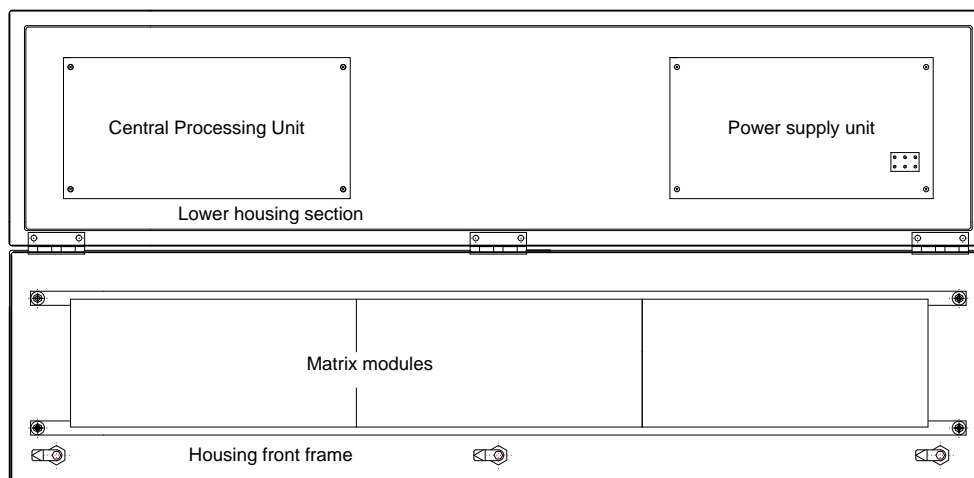 Central Processing Unit
Power supply unit
Lower housing section
Matrix modules
Housing front frame